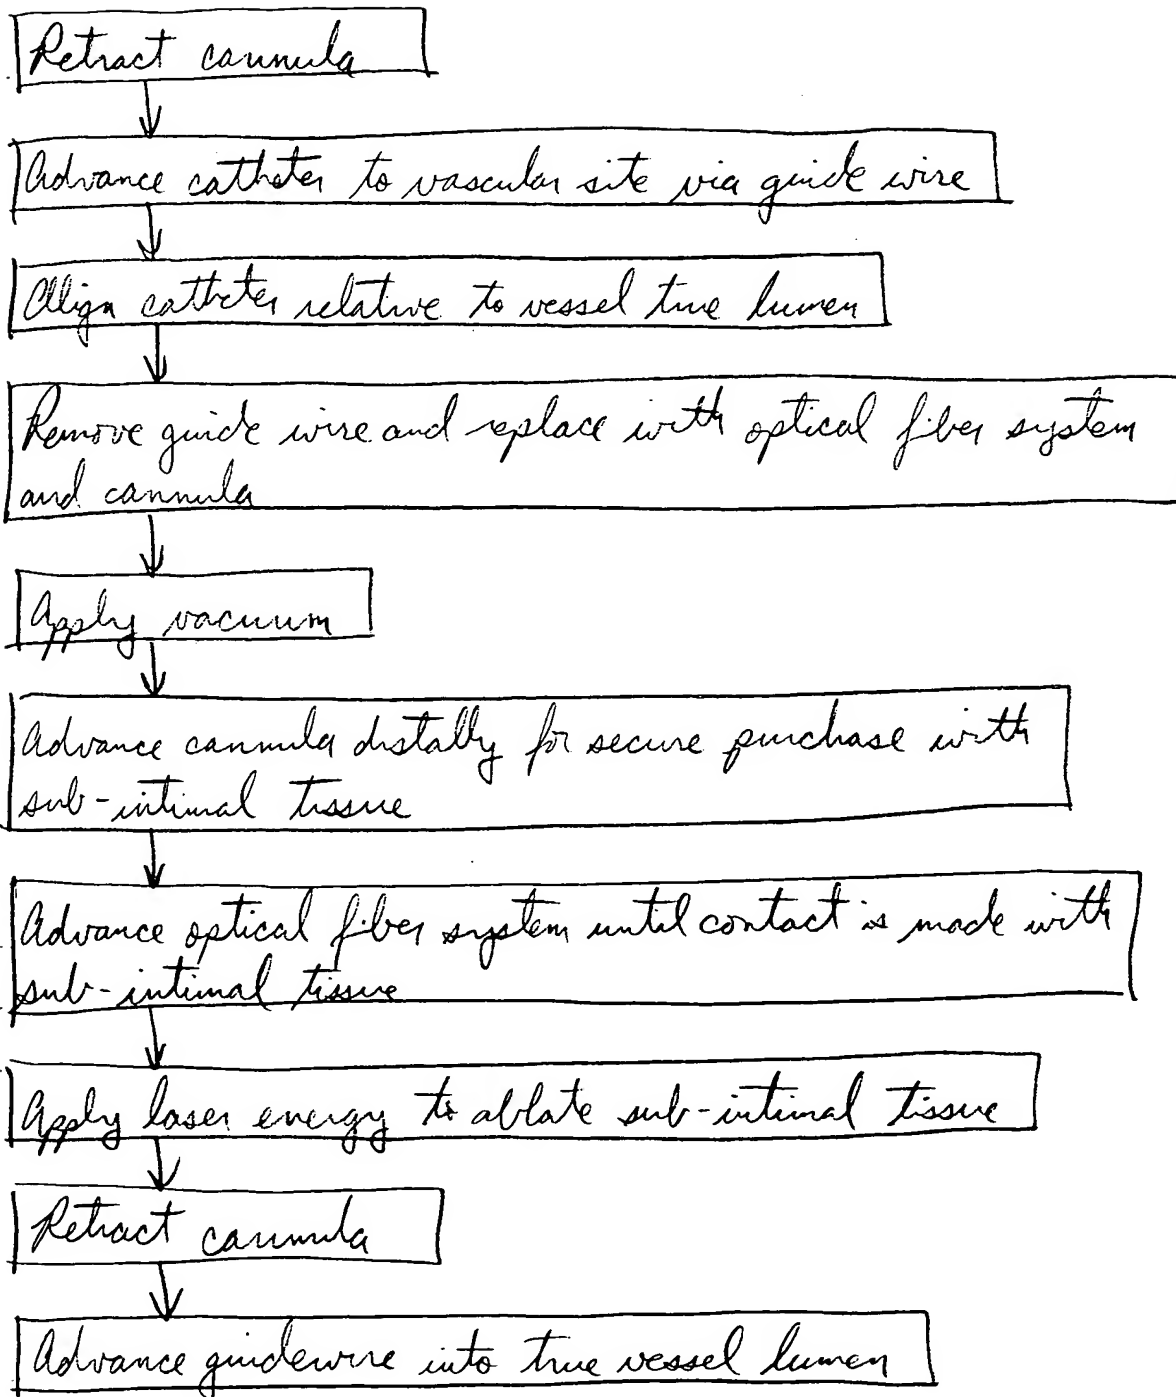 Retract cannula
Advance catheter to vascular site via guide wire
Align catheter relative to vessel true lumen
Remove guide wire and replace with optical fiber system
and cannula
Apply vacuum
Advance cannula distally for secure purchase with
sub-intimal tissue
Advance optical fiber system until contact is made with
sub-intimal tissue
Apply laser energy to ablate sub-intimal tissue
Retract cannula
Advance guidewire into true vessel lumen